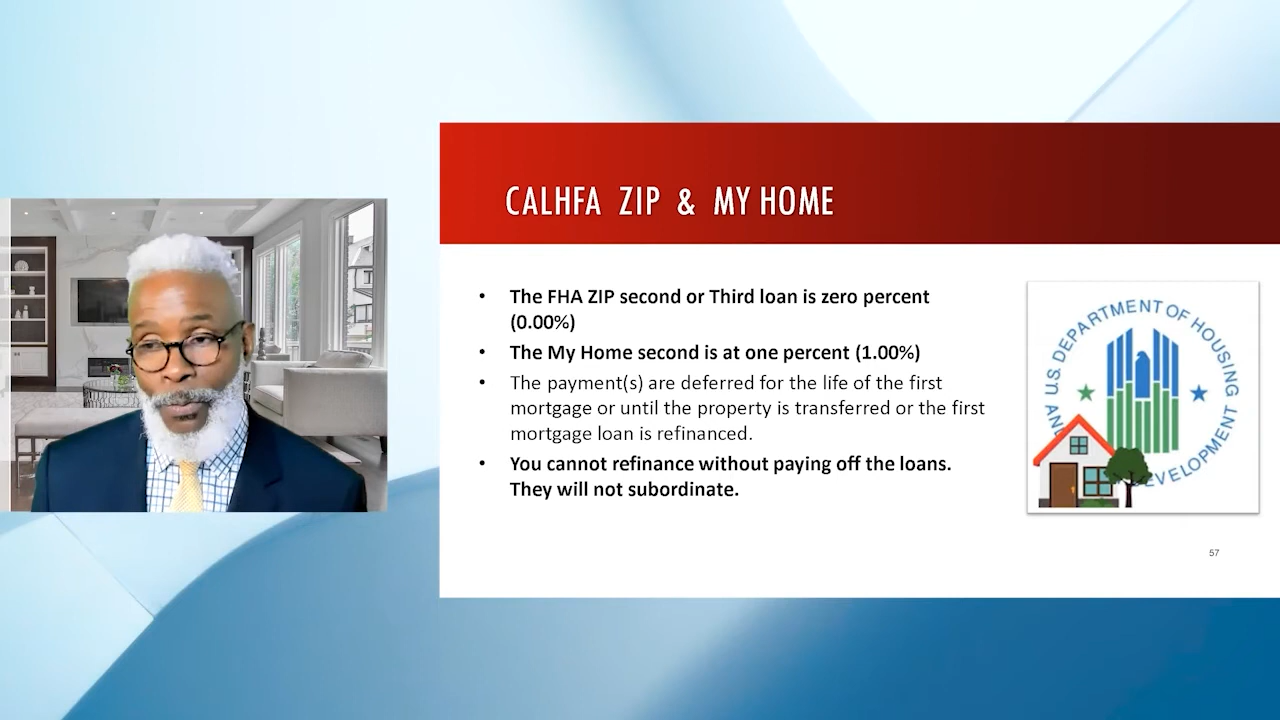 CALHFA ZIP & MY HOME
• The FHA ZIP second or Third loan is zero percent
(0.00%)
• The My Home second is at one percent (1.00%)
• The payment(s) are deferred for the life of the first
mortgage or until the property is transferred or the first
mortgage loan is refinanced.
• You cannot refinance without paying off the loans.
They will not subordinate.
U.S. DEPARTMENT OF HOUSING
AN
DEVELOPMENT
57